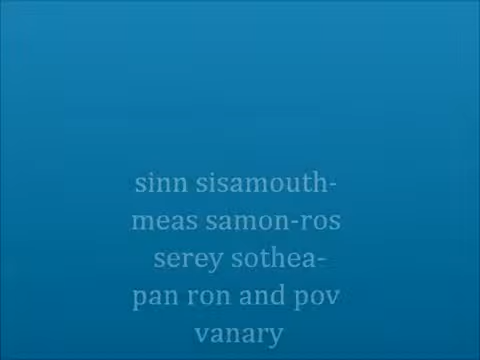 sinn sisamouth-
meas samon-ros
serey sothea-
pan ron and pov
vanary